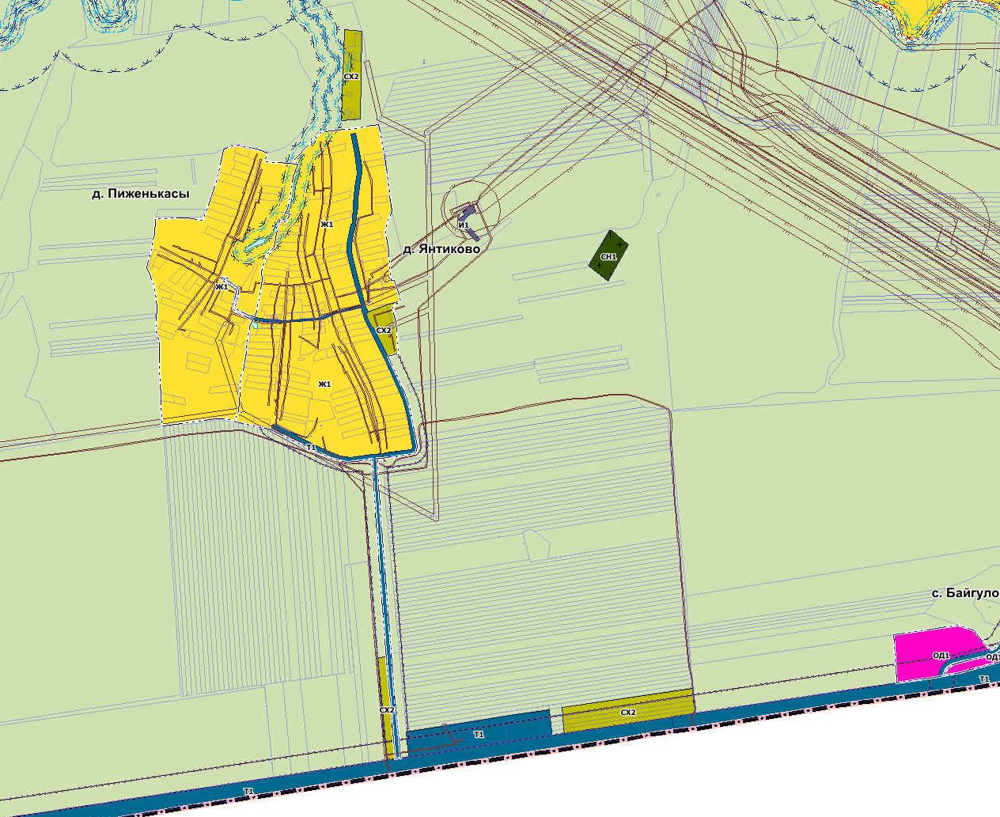 СХ2
д. Пиженькасы
Ж1
И1
д. Янтиково
СН1
Ж1
СХ2
Ж1
Т1
с. Байгуло
ОД1
ОД1
Т1
СХ2
СХ2
Т1
Т1